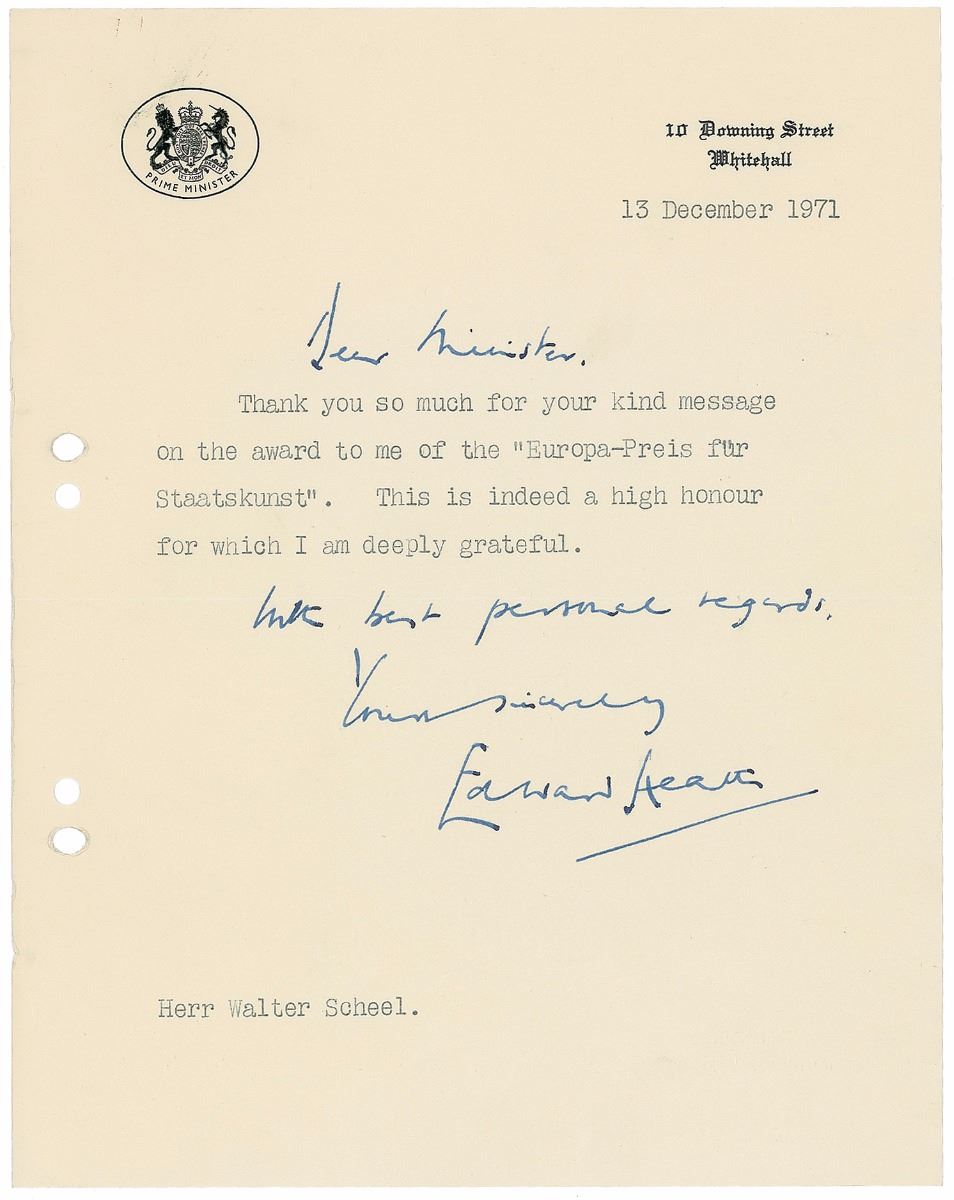 PRIME MINISTER
10 Downing Street
Whitehall
13 December 1971
Dear Minister.
Thank you so much for your kind message
on the award to me of the "Europa-Preis für
Staatskunst". This is indeed a high honour
for which I am deeply grateful.
With best personal regards.
Yours sincerely
Edward Heath
Herr Walter Scheel.